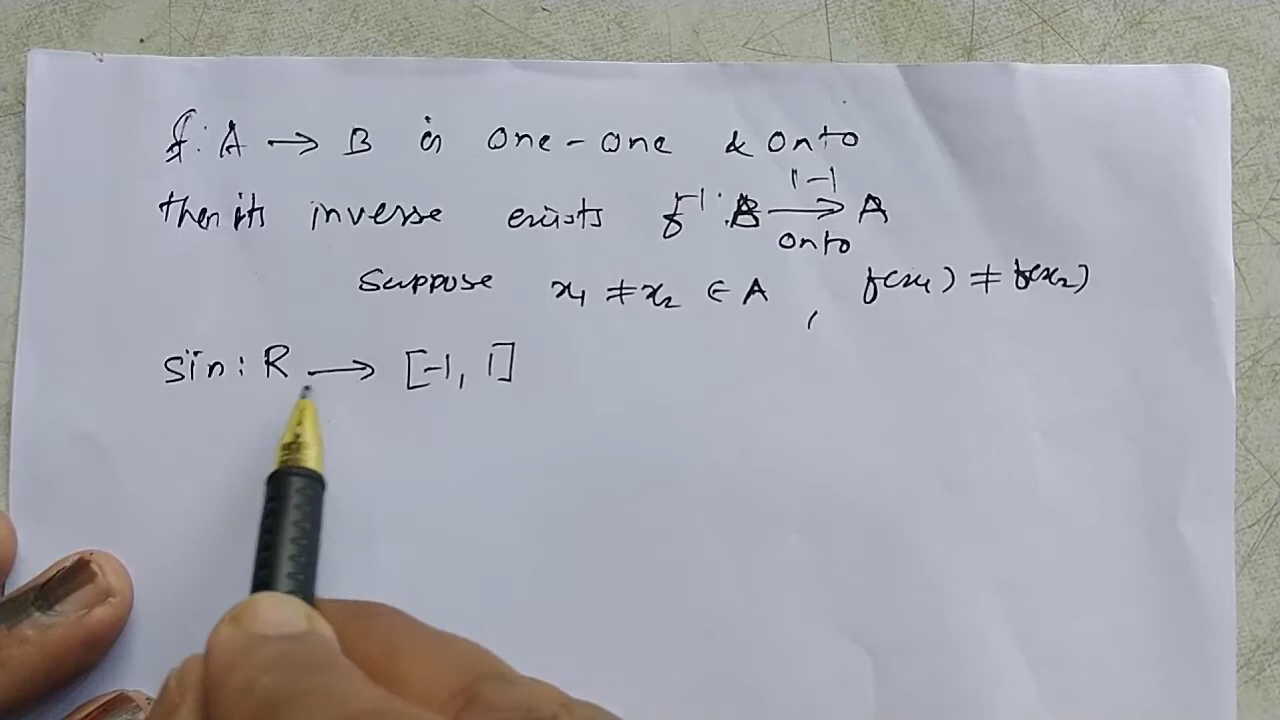 f: A → B is one-one & onto
then its inverse exists f⁻¹: B 1-1→onto A
Suppose x₁ ≠ x₂ ∈ A , f(x₁) ≠ f(x₂)
Sin: R → [-1, 1]